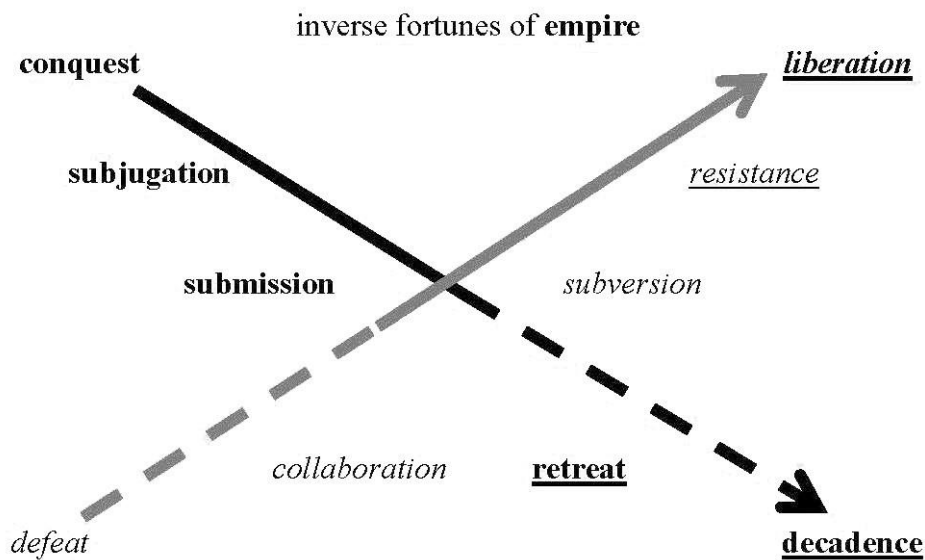 inverse fortunes of empire
conquest
liberation
subjugation
resistance
submission
subversion
collaboration
retreat
defeat
decadence